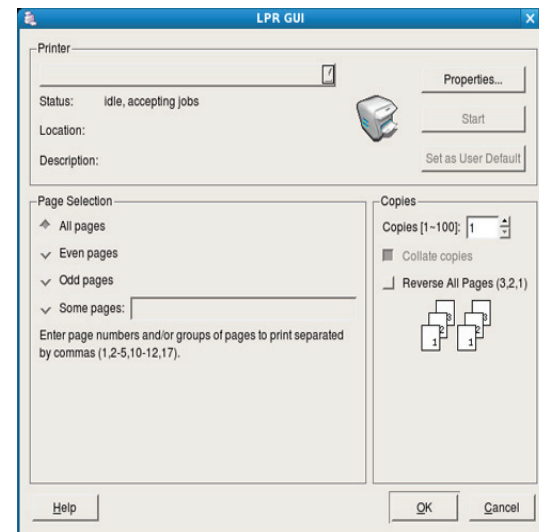 LPR GUI
X
Printer
Properties...
Status: idle, accepting jobs
Start
Location:
Description:
Set as User Default
Page Selection
All pages
Even pages
Odd pages
Some pages:
Enter page numbers and/or groups of pages to print separated
by commas (1,2-5,10-12,17).
Copies
Copies [1~100]: 1
Collate copies
Reverse All Pages (3,2,1)
3 3
2 2
1 1
Help
OK
Cancel